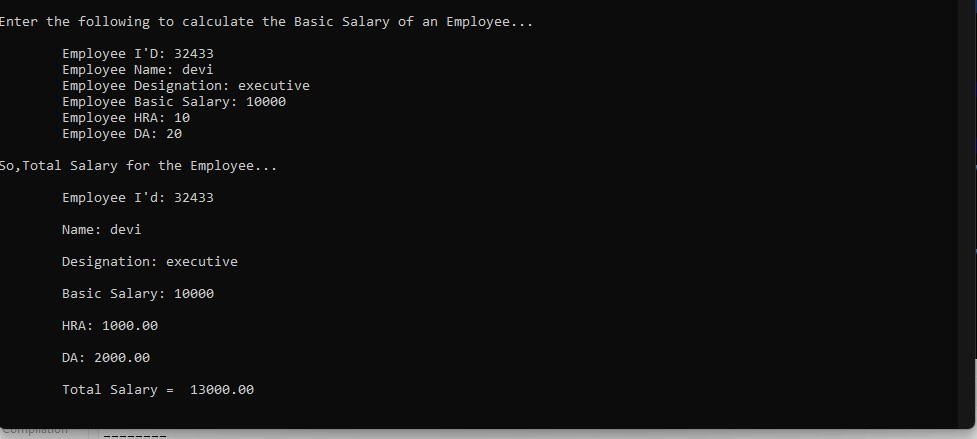 Enter the following to calculate the Basic Salary of an Employee...
Employee I'D: 32433
Employee Name: devi
Employee Designation: executive
Employee Basic Salary: 10000
Employee HRA: 10
Employee DA: 20
So,Total Salary for the Employee...
Employee I'd: 32433
Name: devi
Designation: executive
Basic Salary: 10000
HRA: 1000.00
DA: 2000.00
Total Salary =  13000.00
Compilation
--------